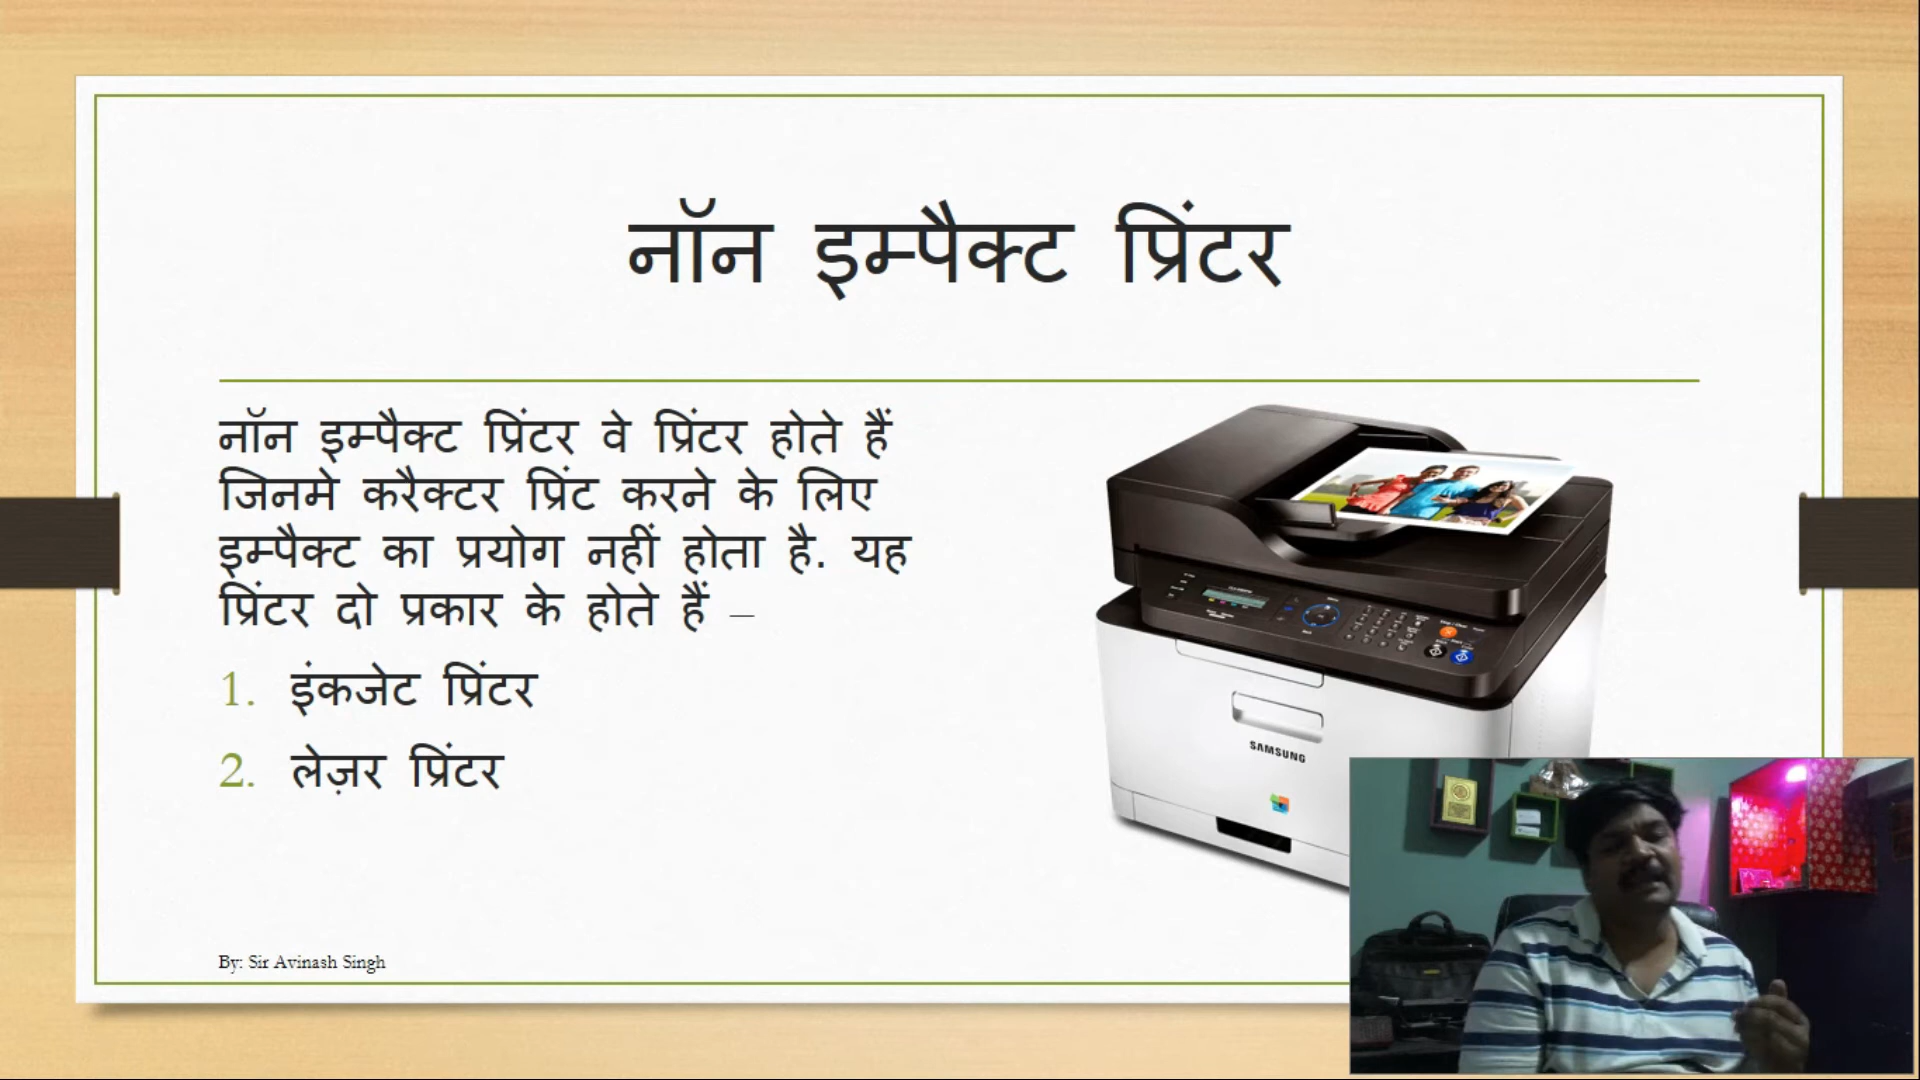 नॉन इम्पैक्ट प्रिंटर
नॉन इम्पैक्ट प्रिंटर वे प्रिंटर होते हैं
जिनमे करैक्टर प्रिंट करने के लिए
इम्पैक्ट का प्रयोग नहीं होता है. यह
प्रिंटर दो प्रकार के होते हैं –
1. इंकजेट प्रिंटर
2. लेज़र प्रिंटर
SAMSUNG
By: Sir Avinash Singh